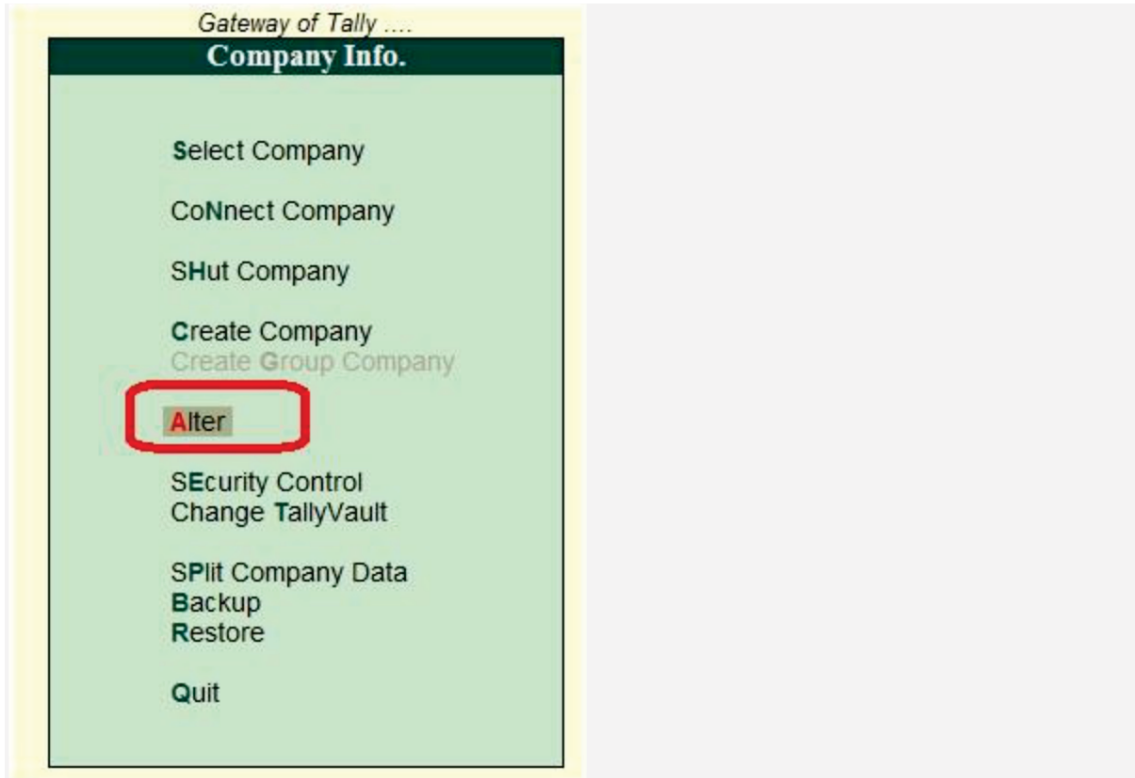 Gateway of Tally ....
Company Info.
Select Company
CoNnect Company
SHut Company
Create Company
Create Group Company
Alter
SEcurity Control
Change TallyVault
SPlit Company Data
Backup
Restore
Quit